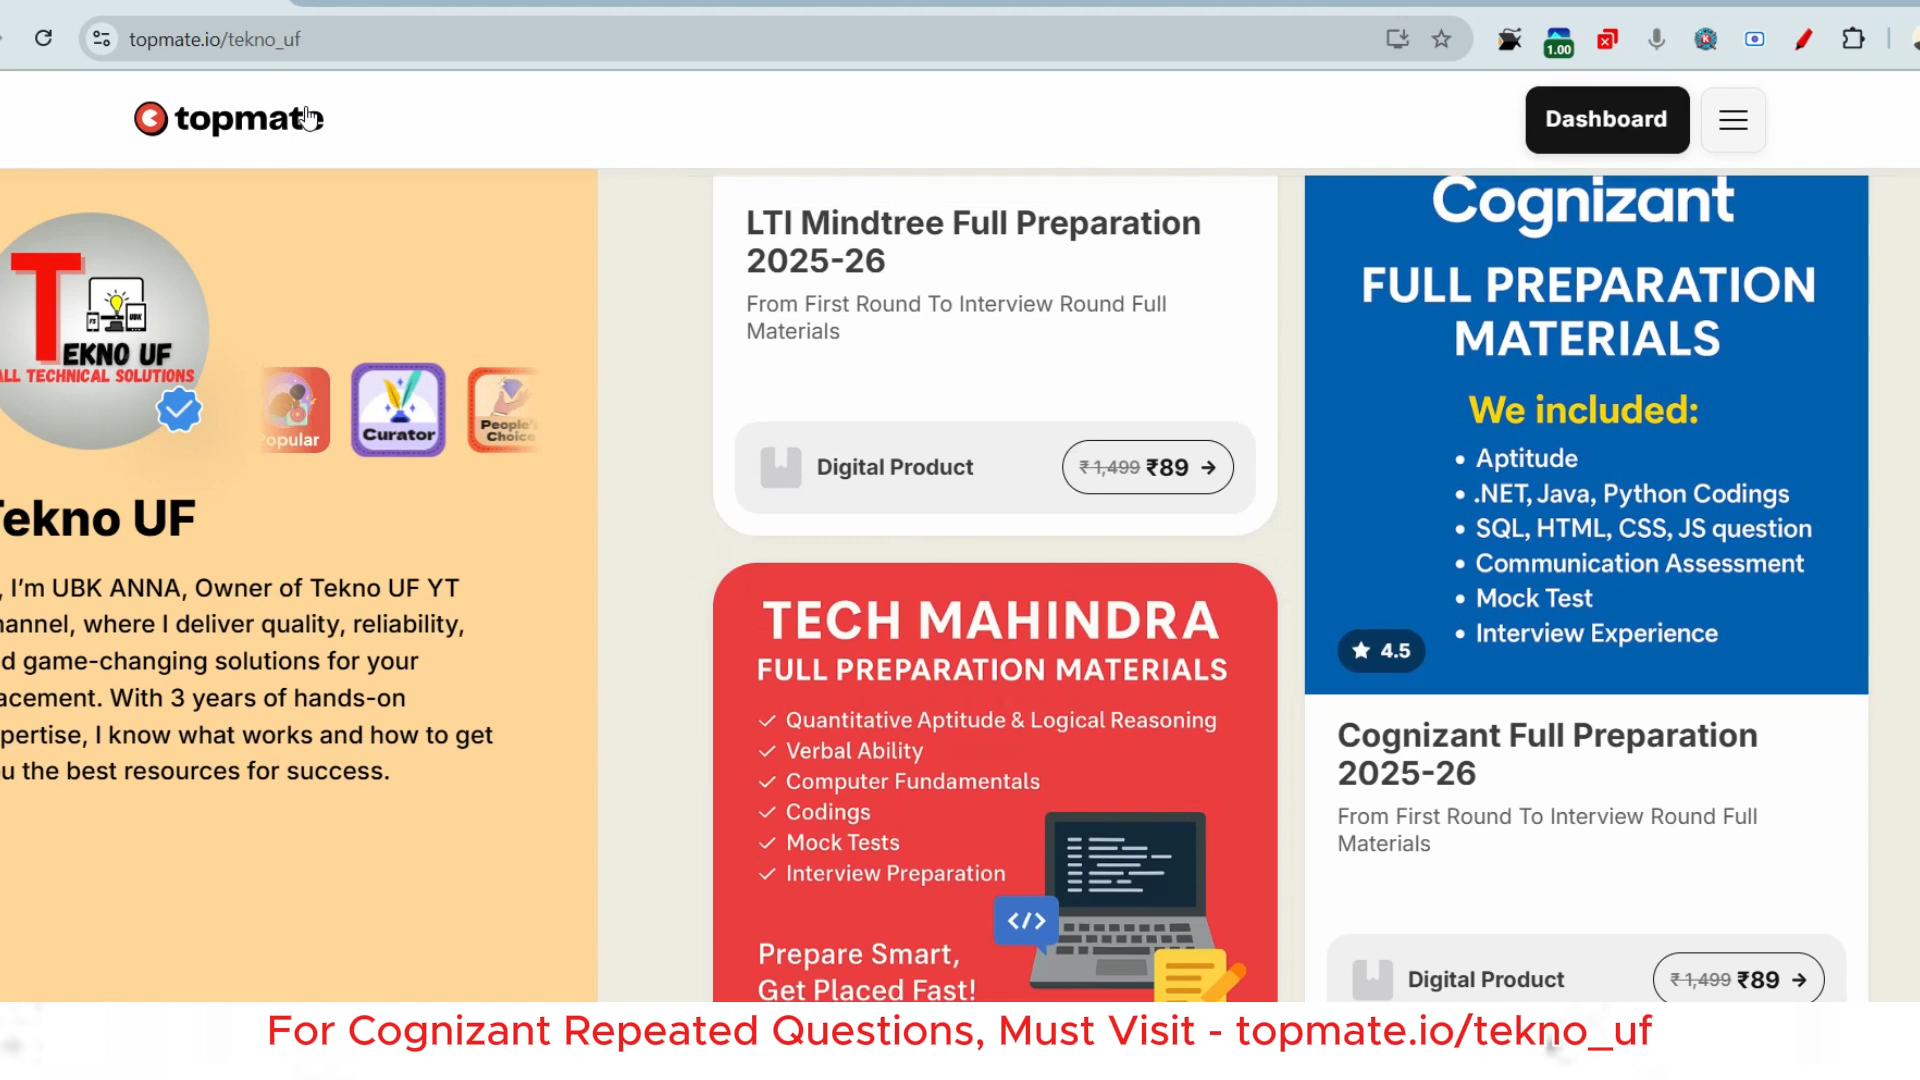 topmate.io/tekno_uf
1.00
topmate
Dashboard
TEKNO UF
ALL TECHNICAL SOLUTIONS
Popular
Curator
People's
Choice
Tekno UF
, I'm UBK ANNA, Owner of Tekno UF YT
hannel, where I deliver quality, reliability,
d game-changing solutions for your
acement. With 3 years of hands-on
pertise, I know what works and how to get
u the best resources for success.
LTI Mindtree Full Preparation
2025-26
From First Round To Interview Round Full
Materials
Digital Product
₹1,499 ₹89 →
TECH MAHINDRA
FULL PREPARATION MATERIALS
✓ Quantitative Aptitude & Logical Reasoning
✓ Verbal Ability
✓ Computer Fundamentals
✓ Codings
✓ Mock Tests
✓ Interview Preparation
</>
Prepare Smart,
Get Placed Fast!
Cognizant
FULL PREPARATION
MATERIALS
We included:
• Aptitude
• .NET, Java, Python Codings
• SQL, HTML, CSS, JS question
• Communication Assessment
• Mock Test
• Interview Experience
★ 4.5
Cognizant Full Preparation
2025-26
From First Round To Interview Round Full
Materials
Digital Product
₹1,499 ₹89 →
For Cognizant Repeated Questions, Must Visit - topmate.io/tekno_uf